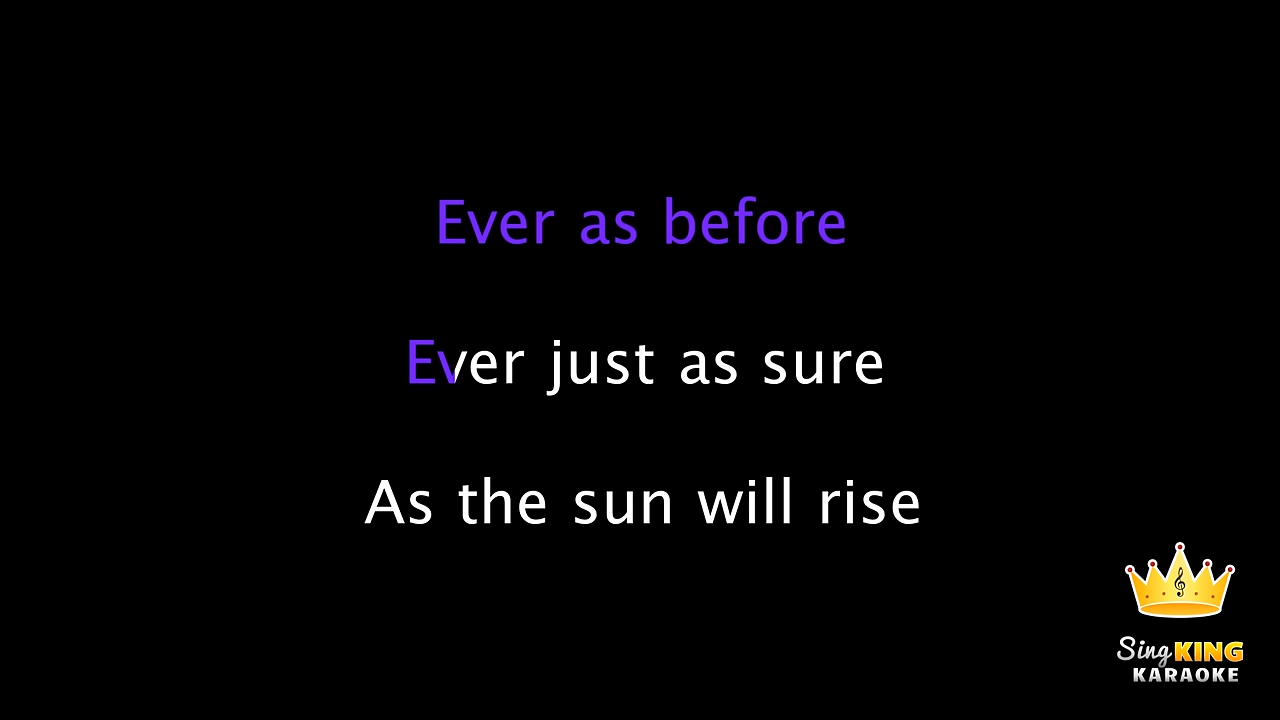 Ever as before
Ever just as sure
As the sun will rise
Sing KING
KARAOKE